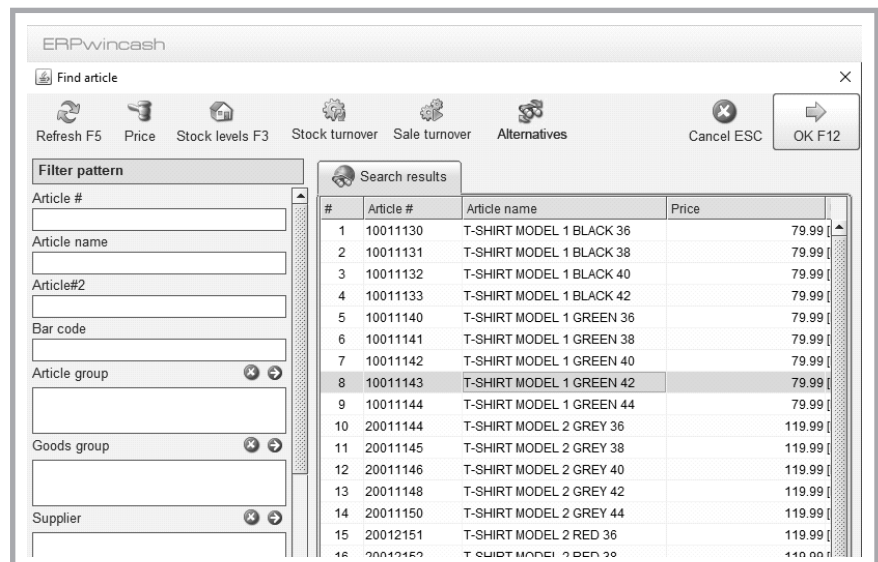 ERPwincash
Find article
Refresh F5 Price Stock levels F3 Stock turnover Sale turnover Alternatives Cancel ESC OK F12
Filter pattern
Article #
Article name
Article#2
Bar code
Article group
Goods group
Supplier
Search results
# Article # Article name Price
1 10011130 T-SHIRT MODEL 1 BLACK 36 79.99 [
2 10011131 T-SHIRT MODEL 1 BLACK 38 79.99 [
3 10011132 T-SHIRT MODEL 1 BLACK 40 79.99 [
4 10011133 T-SHIRT MODEL 1 BLACK 42 79.99 [
5 10011140 T-SHIRT MODEL 1 GREEN 36 79.99 [
6 10011141 T-SHIRT MODEL 1 GREEN 38 79.99 [
7 10011142 T-SHIRT MODEL 1 GREEN 40 79.99 [
8 10011143 T-SHIRT MODEL 1 GREEN 42 79.99 [
9 10011144 T-SHIRT MODEL 1 GREEN 44 79.99 [
10 20011144 T-SHIRT MODEL 2 GREY 36 119.99 [
11 20011145 T-SHIRT MODEL 2 GREY 38 119.99 [
12 20011146 T-SHIRT MODEL 2 GREY 40 119.99 [
13 20011148 T-SHIRT MODEL 2 GREY 42 119.99 [
14 20011150 T-SHIRT MODEL 2 GREY 44 119.99 [
15 20012151 T-SHIRT MODEL 2 RED 36 119.99 [
16 20012152 T-SHIRT MODEL 2 RED 38 119.99 [